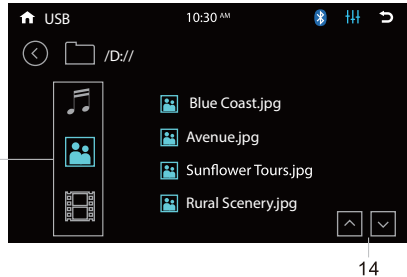 USB 10:30 AM
/D://
Blue Coast.jpg
Avenue.jpg
Sunflower Tours.jpg
Rural Scenery.jpg
14